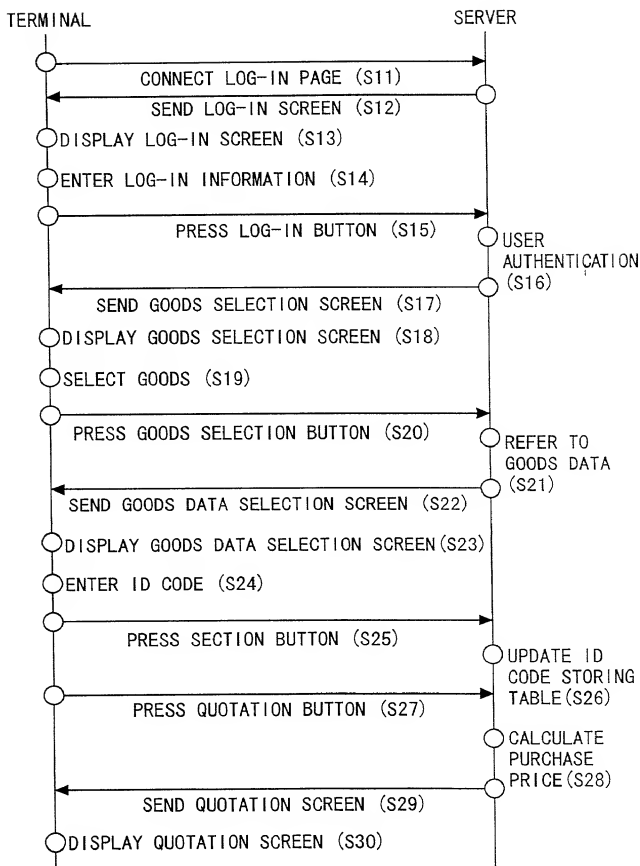 TERMINAL
SERVER
CONNECT LOG-IN PAGE (S11)
SEND LOG-IN SCREEN (S12)
DISPLAY LOG-IN SCREEN (S13)
ENTER LOG-IN INFORMATION (S14)
PRESS LOG-IN BUTTON (S15)
USER
AUTHENTICATION
(S16)
SEND GOODS SELECTION SCREEN (S17)
DISPLAY GOODS SELECTION SCREEN (S18)
SELECT GOODS (S19)
PRESS GOODS SELECTION BUTTON (S20)
REFER TO
GOODS DATA
(S21)
SEND GOODS DATA SELECTION SCREEN (S22)
DISPLAY GOODS DATA SELECTION SCREEN(S23)
ENTER ID CODE (S24)
PRESS SECTION BUTTON (S25)
UPDATE ID
CODE STORING
TABLE(S26)
PRESS QUOTATION BUTTON (S27)
CALCULATE
PURCHASE
PRICE(S28)
SEND QUOTATION SCREEN (S29)
DISPLAY QUOTATION SCREEN (S30)